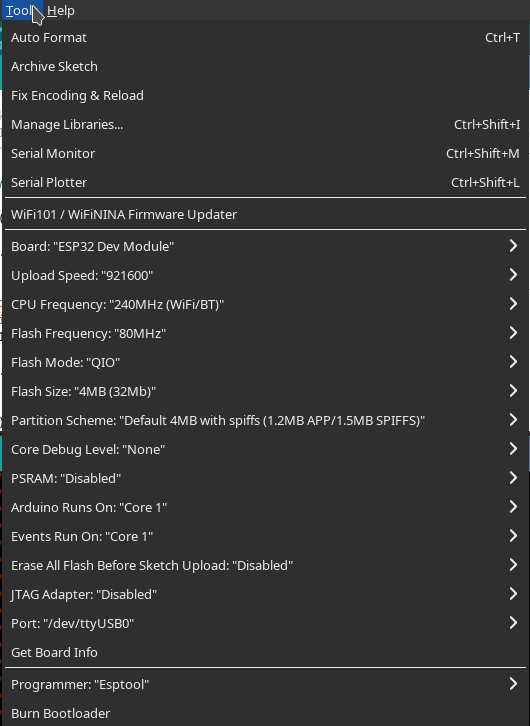 Tools Help
Auto Format Ctrl+T
Archive Sketch
Fix Encoding & Reload
Manage Libraries... Ctrl+Shift+I
Serial Monitor Ctrl+Shift+M
Serial Plotter Ctrl+Shift+L
WiFi101 / WiFiNINA Firmware Updater
Board: "ESP32 Dev Module"
Upload Speed: "921600"
CPU Frequency: "240MHz (WiFi/BT)"
Flash Frequency: "80MHz"
Flash Mode: "QIO"
Flash Size: "4MB (32Mb)"
Partition Scheme: "Default 4MB with spiffs (1.2MB APP/1.5MB SPIFFS)"
Core Debug Level: "None"
PSRAM: "Disabled"
Arduino Runs On: "Core 1"
Events Run On: "Core 1"
Erase All Flash Before Sketch Upload: "Disabled"
JTAG Adapter: "Disabled"
Port: "/dev/ttyUSB0"
Get Board Info
Programmer: "Esptool"
Burn Bootloader